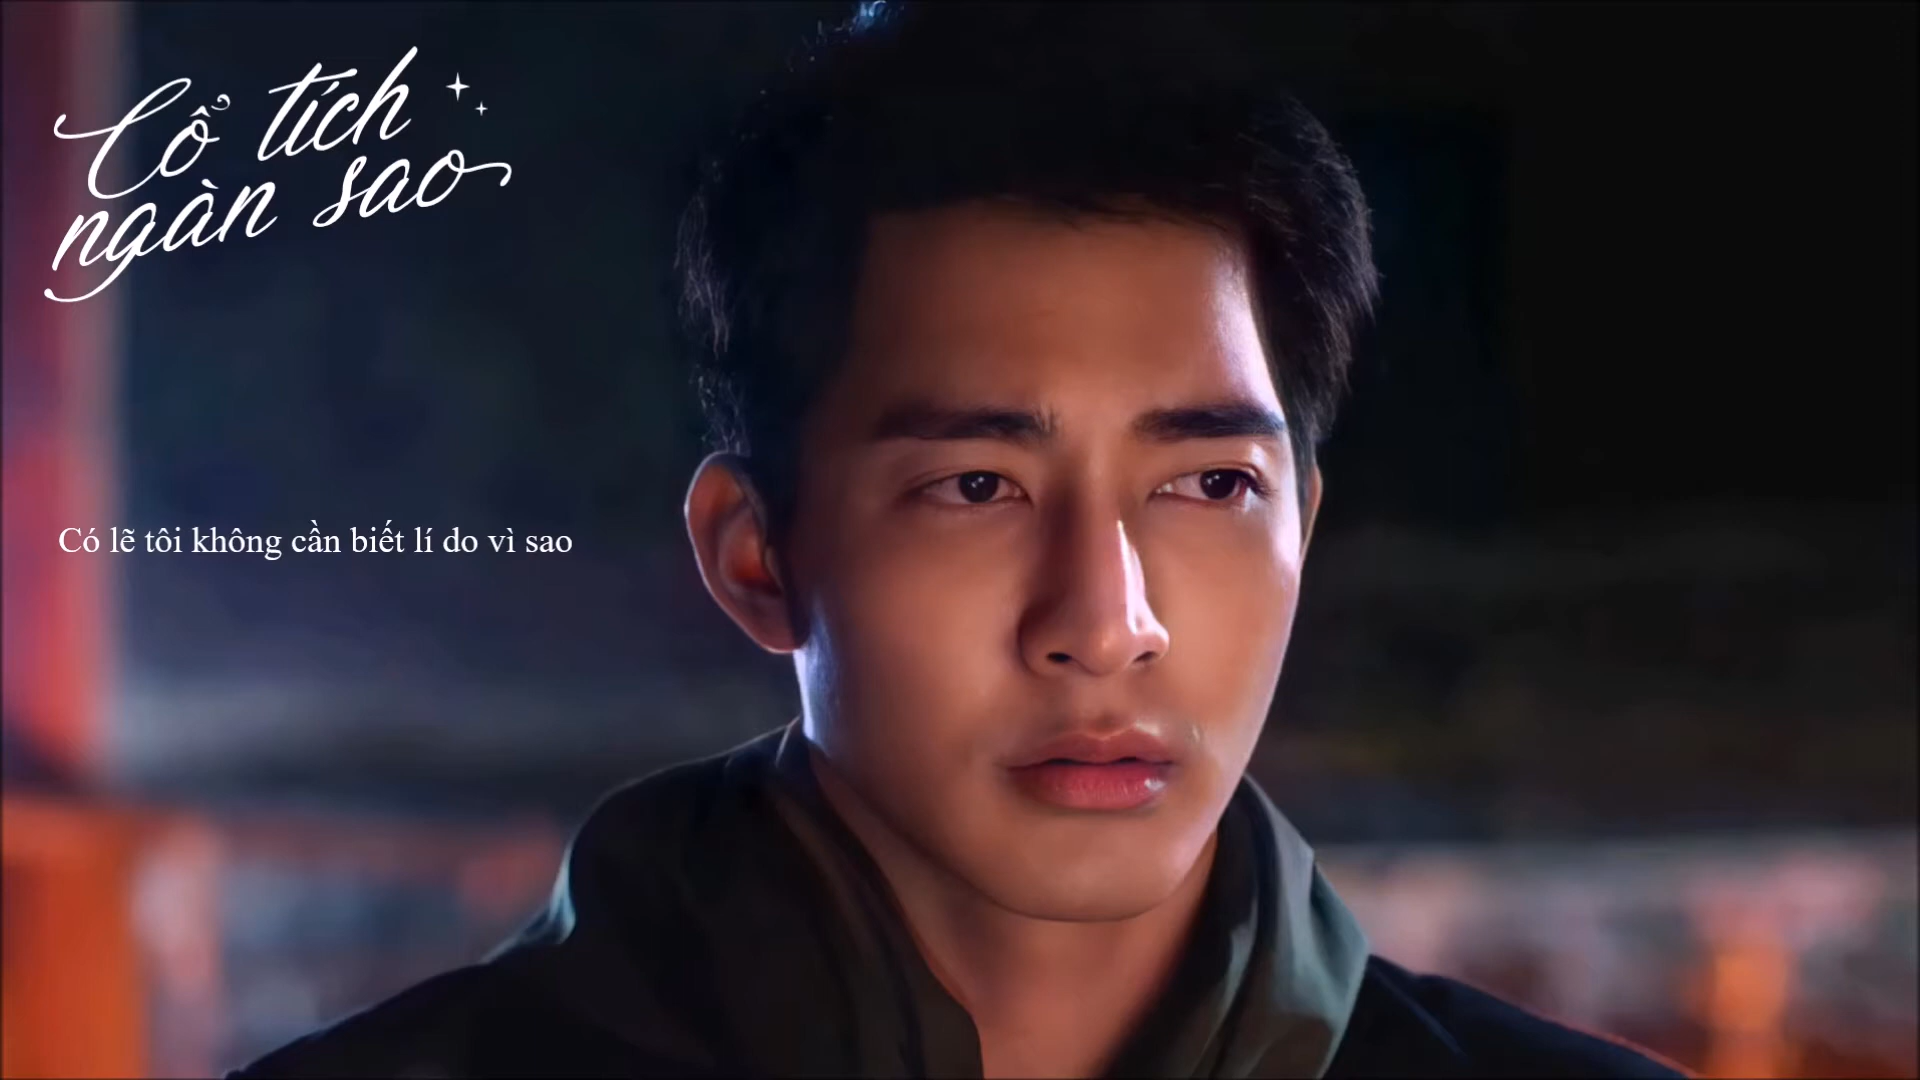 Cổ tích
ngàn sao
Có lẽ tôi không cần biết lí do vì sao